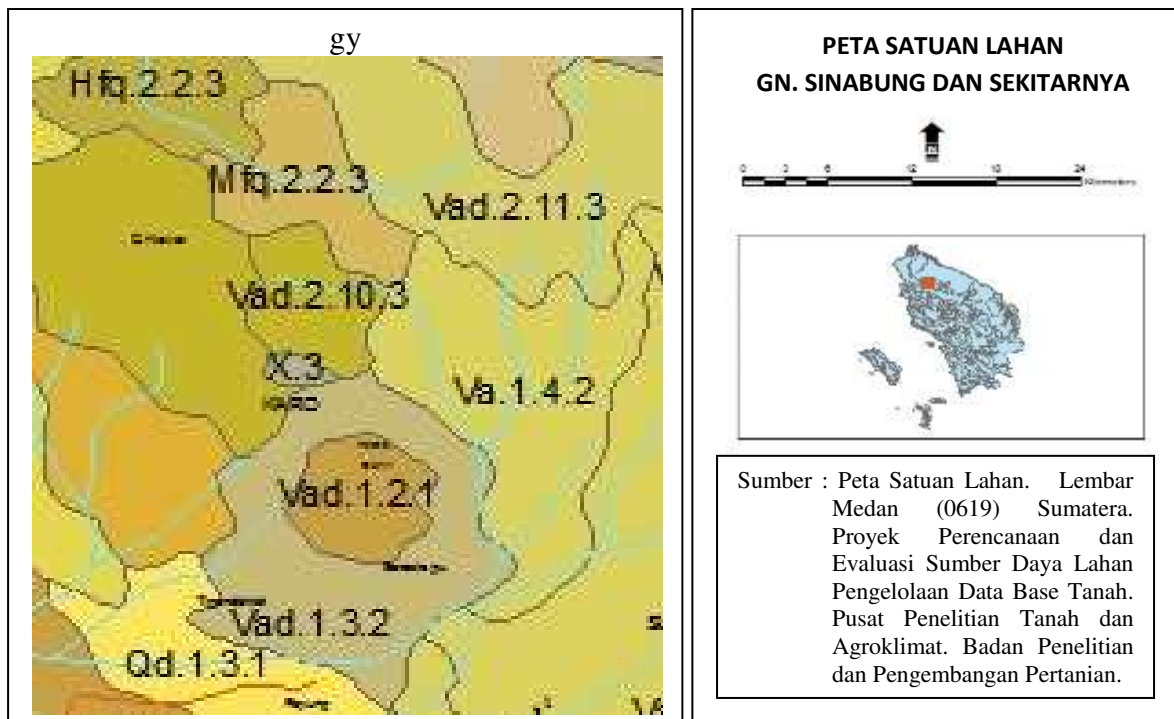 gy
Hfq.2.2.3
Mfq.2.2.3
Vad.2.11.3
Vad.2.10.3
X.3
Va.1.4.2
Vad.1.2.1
Vad.1.3.2
Qd.1.3.1
PETA SATUAN LAHAN
GN. SINABUNG DAN SEKITARNYA
0 3 6 12 18 24
Kilometers
Sumber : Peta Satuan Lahan. Lembar
Medan (0619) Sumatera.
Proyek Perencanaan dan
Evaluasi Sumber Daya Lahan
Pengelolaan Data Base Tanah.
Pusat Penelitian Tanah dan
Agroklimat. Badan Penelitian
dan Pengembangan Pertanian.